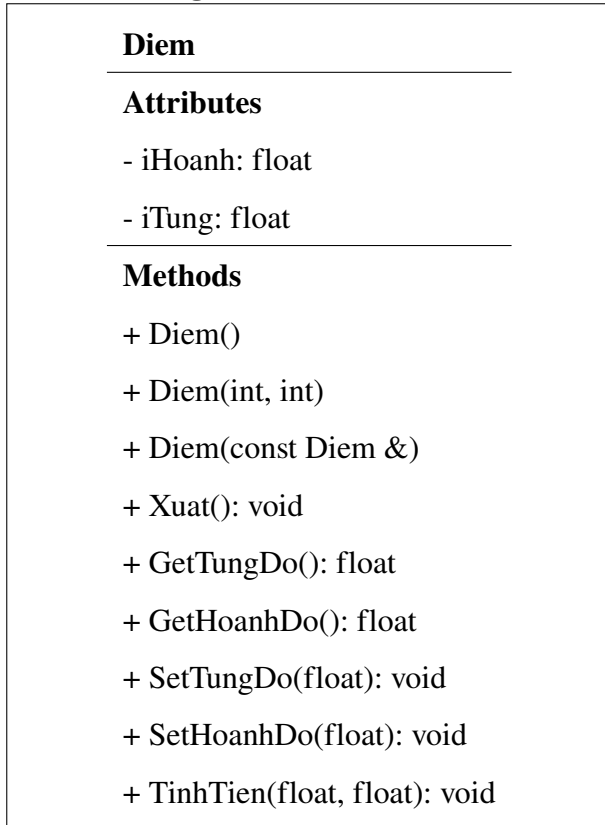 Diem
Attributes
- iHoanh: float
- iTung: float
Methods
+ Diem()
+ Diem(int, int)
+ Diem(const Diem &)
+ Xuat(): void
+ GetTungDo(): float
+ GetHoanhDo(): float
+ SetTungDo(float): void
+ SetHoanhDo(float): void
+ TinhTien(float, float): void